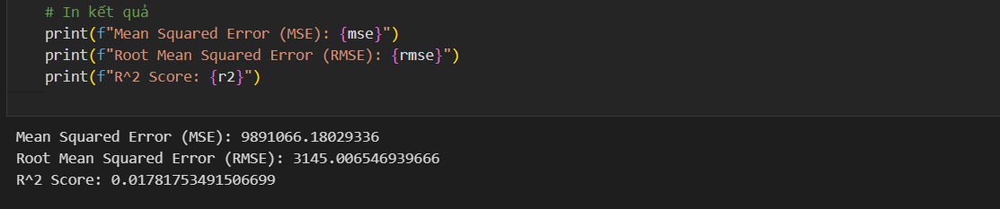 # In kết quả
print(f"Mean Squared Error (MSE): {mse}")
print(f"Root Mean Squared Error (RMSE): {rmse}")
print(f"R^2 Score: {r2}")
Mean Squared Error (MSE): 9891066.18029336
Root Mean Squared Error (RMSE): 3145.006546939666
R^2 Score: 0.01781753491506699